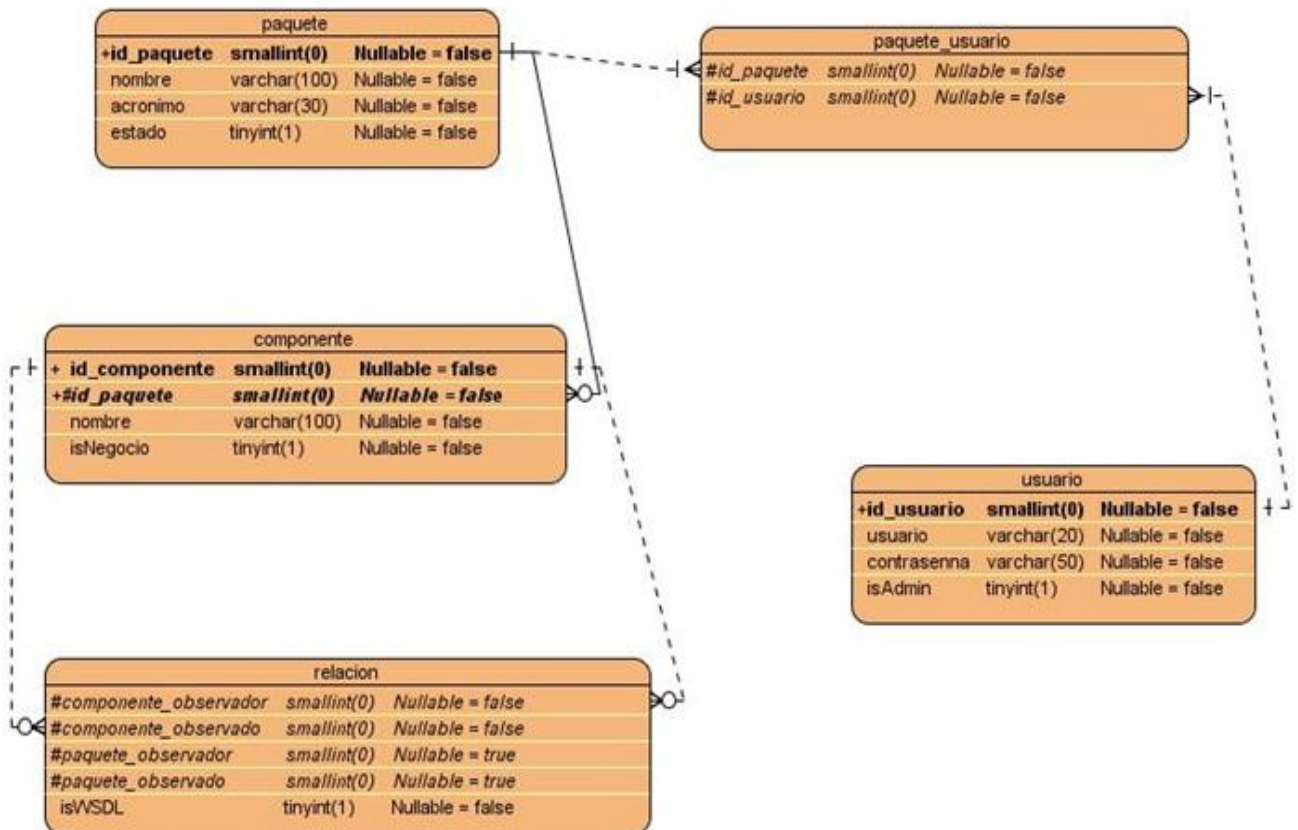 paquete
+id_paquete smallint(0) Nullable = false
nombre varchar(100) Nullable = false
acronimo varchar(30) Nullable = false
estado tinyint(1) Nullable = false
paquete_usuario
#id_paquete smallint(0) Nullable = false
#id_usuario smallint(0) Nullable = false
componente
+ id_componente smallint(0) Nullable = false
+#id_paquete smallint(0) Nullable = false
nombre varchar(100) Nullable = false
isNegocio tinyint(1) Nullable = false
usuario
+id_usuario smallint(0) Nullable = false
usuario varchar(20) Nullable = false
contrasenna varchar(50) Nullable = false
isAdmin tinyint(1) Nullable = false
relacion
#componente_observador smallint(0) Nullable = false
#componente_observado smallint(0) Nullable = false
#paquete_observador smallint(0) Nullable = true
#paquete_observado smallint(0) Nullable = true
isWSDL tinyint(1) Nullable = false